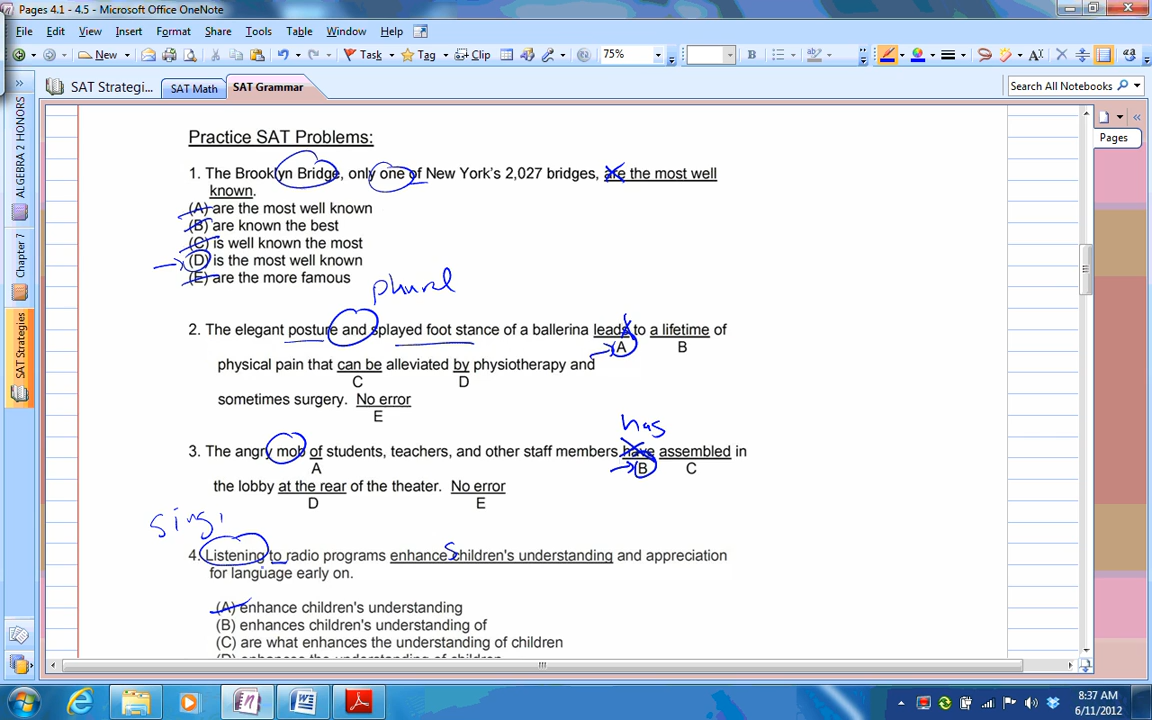 Pages 4.1 - 4.5 - Microsoft Office OneNote
File Edit View Insert Format Share Tools Table Window Help
New Task Tag Clip 75% B ab
SAT Strategi... SAT Math SAT Grammar Search All Notebooks
Pages
ALGEBRA 2 HONORS
Chapter 7
SAT Strategies
Practice SAT Problems:
1. The Brooklyn Bridge, only one of New York's 2,027 bridges, are the most well
known.
(A) are the most well known
(B) are known the best
(C) is well known the most
(D) is the most well known
(E) are the more famous
plural
2. The elegant posture and splayed foot stance of a ballerina leads to a lifetime of
A B
physical pain that can be alleviated by physiotherapy and
C D
sometimes surgery. No error
E
has
3. The angry mob of students, teachers, and other staff members have assembled in
A B C
the lobby at the rear of the theater. No error
D E
sing
4. Listening to radio programs enhance s children's understanding and appreciation
for language early on.
(A) enhance children's understanding
(B) enhances children's understanding of
(C) are what enhances the understanding of children
(D) enhances the understanding of children
8:37 AM
6/11/2012